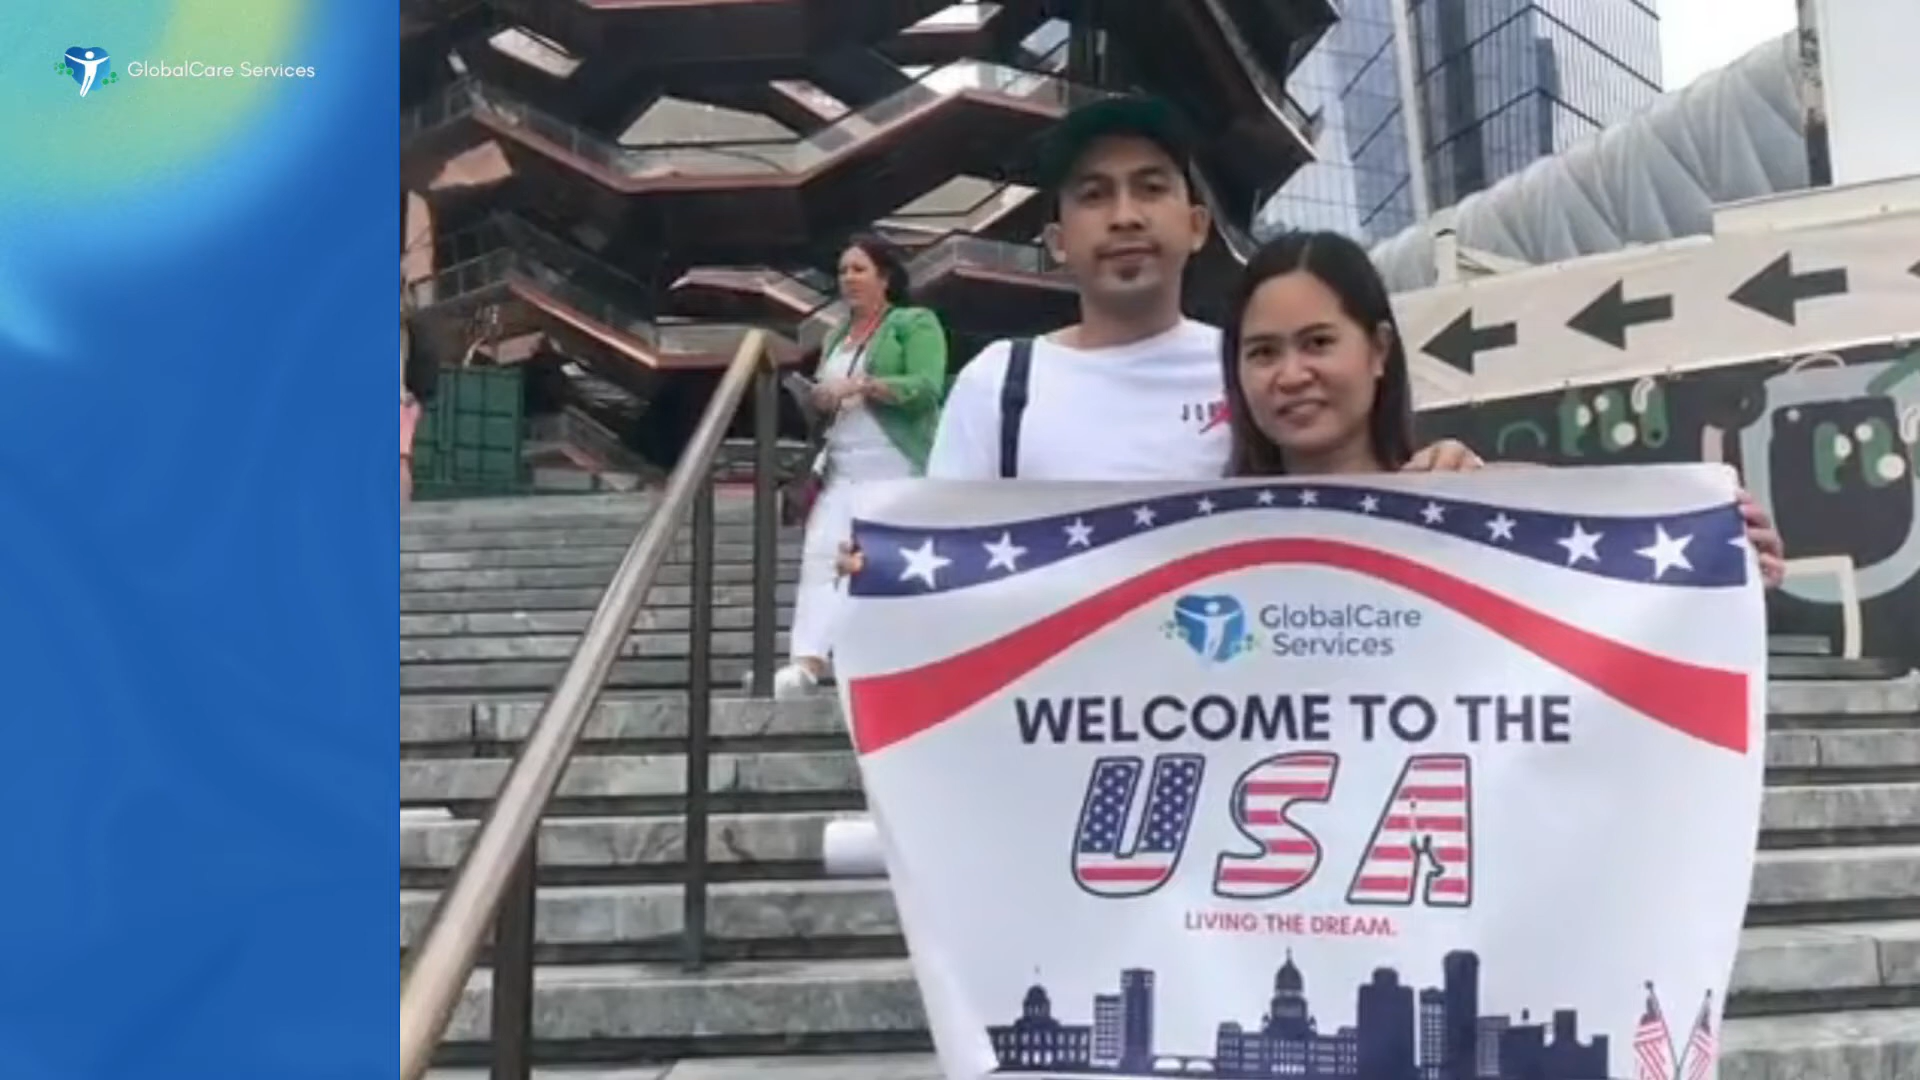 GlobalCare Services
GlobalCare
Services
WELCOME TO THE
USA
LIVING THE DREAM.